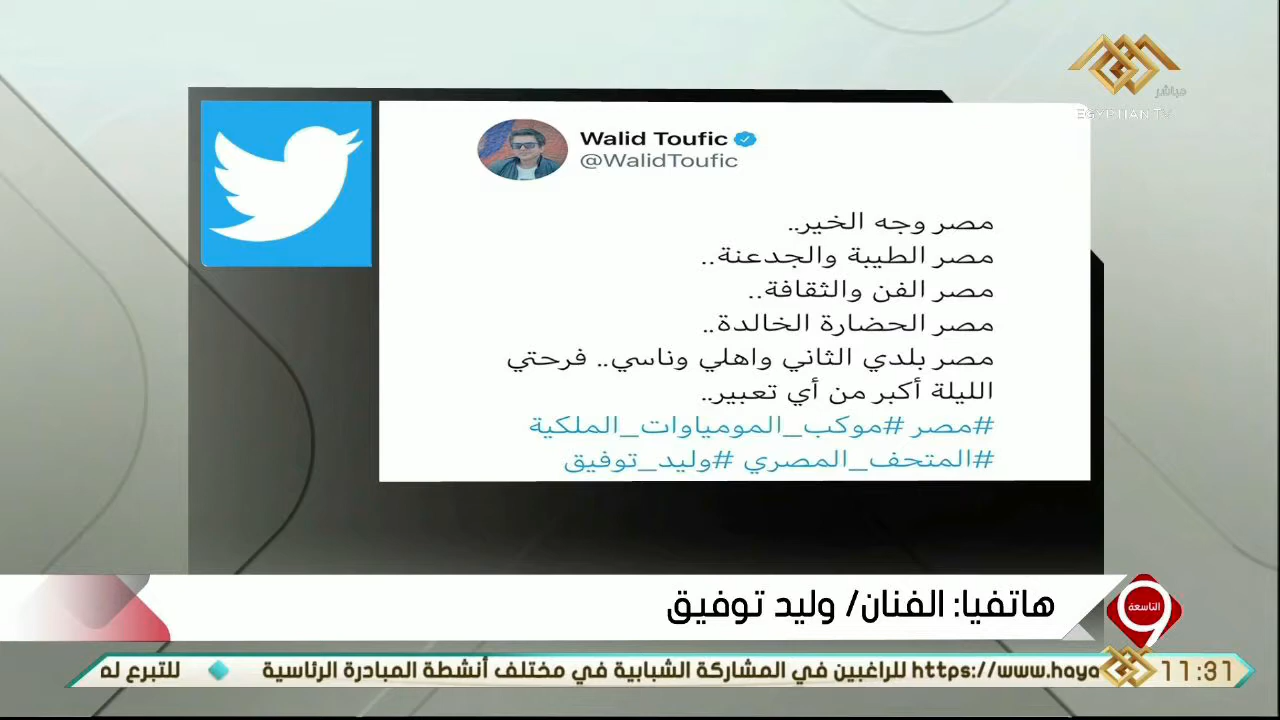 مباشر
EGYPTIAN TV
Walid Toufic
@WalidToufic
مصر وجه الخير..
مصر الطيبة والجدعنة..
مصر الفن والثقافة..
مصر الحضارة الخالدة..
مصر بلدي الثاني واهلي وناسي.. فرحتي
الليلة أكبر من أي تعبير..
#مصر #موكب_المومياوات_الملكية
#المتحف_المصري #وليد_توفيق
هاتفيا: الفنان/ وليد توفيق
التاسعة
9
https://www.haya للراغبين في المشاركة الشبابية في مختلف أنشطة المبادرة الرئاسية
للتبرع لم
11:31